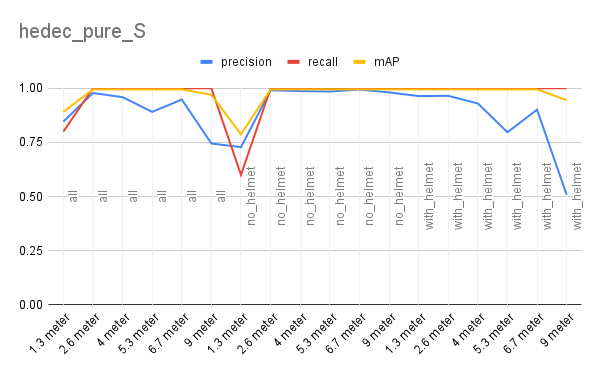 hedec_pure_S
precision recall mAP
1.00
0.75
0.50
0.25
0.00
all
all
all
all
all
all
no_helmet
no_helmet
no_helmet
no_helmet
no_helmet
no_helmet
with_helmet
with_helmet
with_helmet
with_helmet
with_helmet
with_helmet
1.3 meter
2.6 meter
4 meter
5.3 meter
6.7 meter
9 meter
1.3 meter
2.6 meter
4 meter
5.3 meter
6.7 meter
9 meter
1.3 meter
2.6 meter
4 meter
5.3 meter
6.7 meter
9 meter